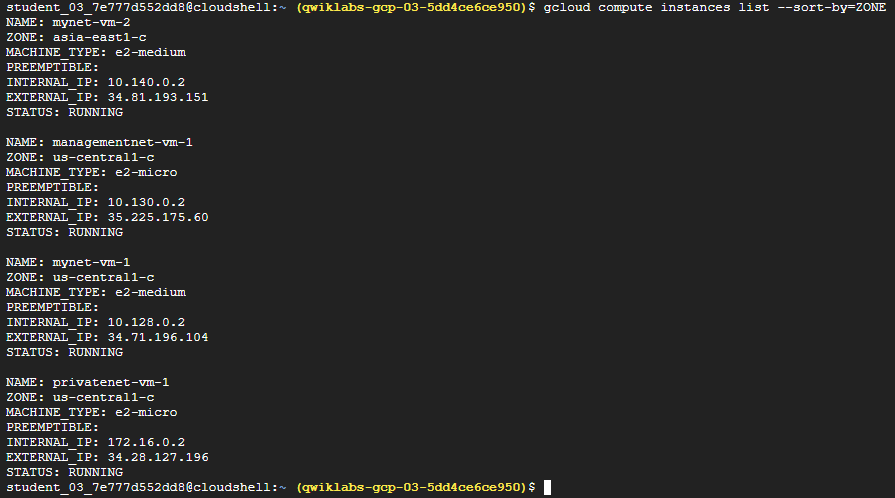 student_03_7e777d552dd8@cloudshell:~ (qwiklabs-gcp-03-5dd4ce6ce950)$ gcloud compute instances list --sort-by=ZONE
NAME: mynet-vm-2
ZONE: asia-east1-c
MACHINE_TYPE: e2-medium
PREEMPTIBLE:
INTERNAL_IP: 10.140.0.2
EXTERNAL_IP: 34.81.193.151
STATUS: RUNNING

NAME: managementnet-vm-1
ZONE: us-central1-c
MACHINE_TYPE: e2-micro
PREEMPTIBLE:
INTERNAL_IP: 10.130.0.2
EXTERNAL_IP: 35.225.175.60
STATUS: RUNNING

NAME: mynet-vm-1
ZONE: us-central1-c
MACHINE_TYPE: e2-medium
PREEMPTIBLE:
INTERNAL_IP: 10.128.0.2
EXTERNAL_IP: 34.71.196.104
STATUS: RUNNING

NAME: privatenet-vm-1
ZONE: us-central1-c
MACHINE_TYPE: e2-micro
PREEMPTIBLE:
INTERNAL_IP: 172.16.0.2
EXTERNAL_IP: 34.28.127.196
STATUS: RUNNING
student_03_7e777d552dd8@cloudshell:~ (qwiklabs-gcp-03-5dd4ce6ce950)$